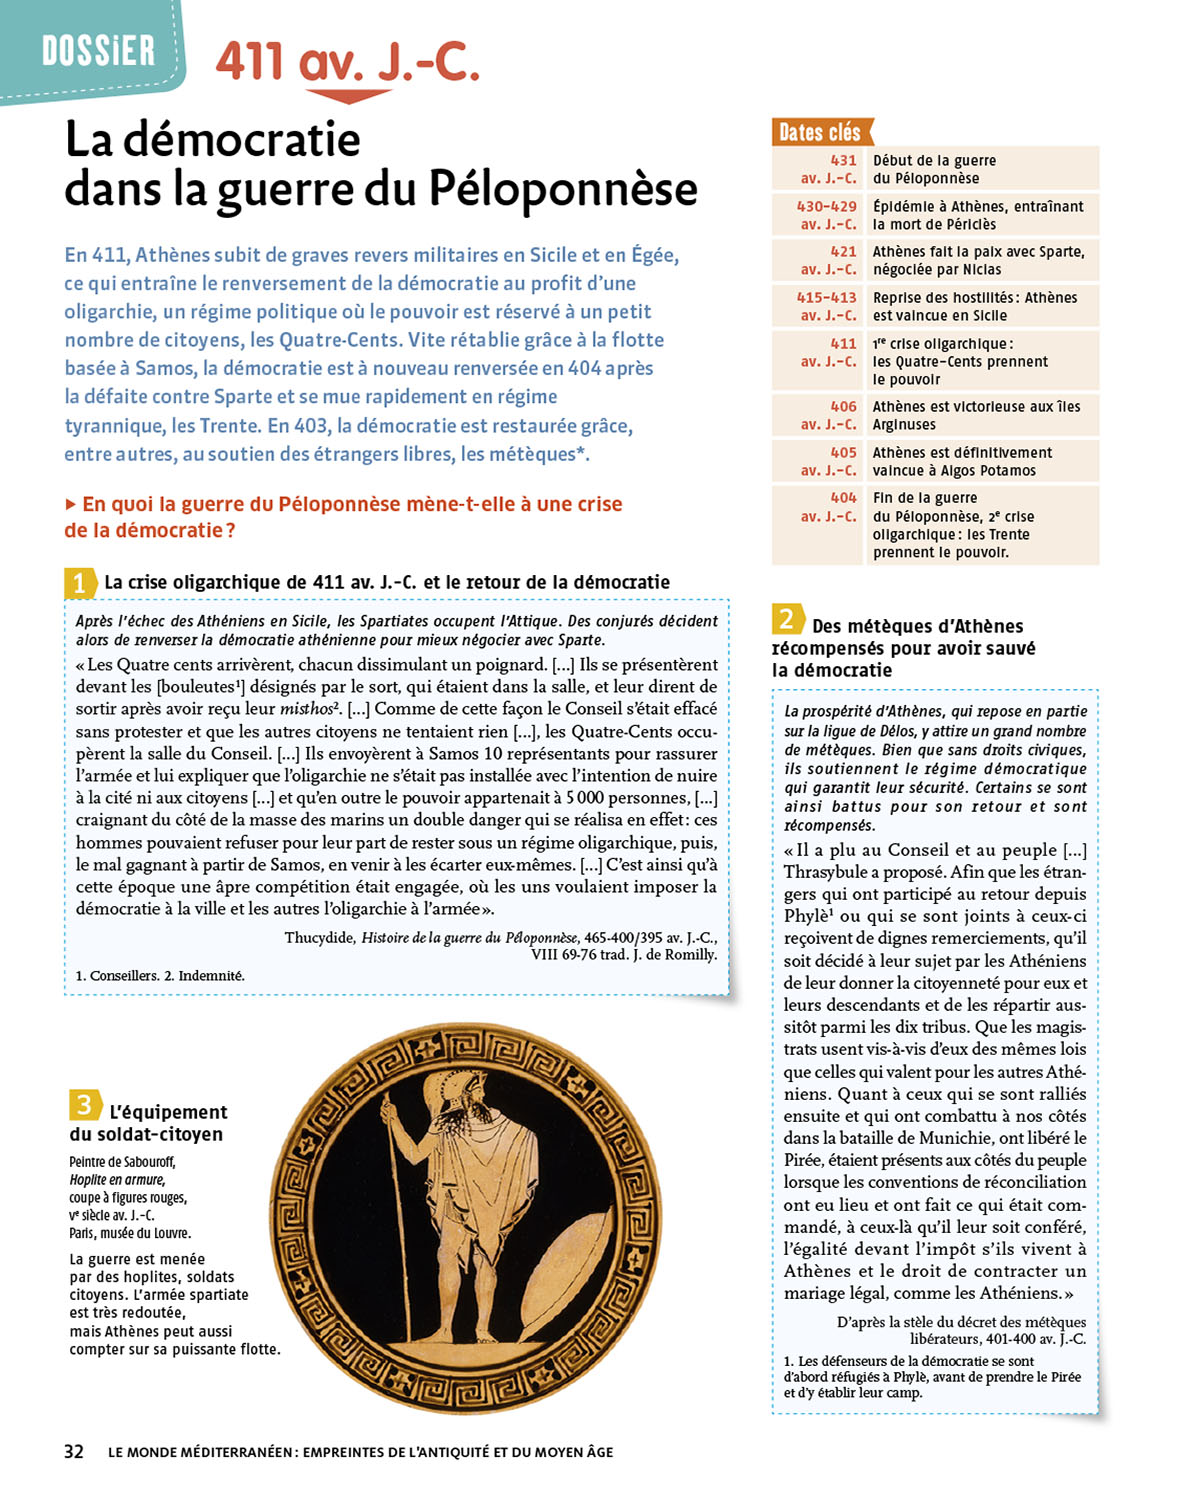 DOSSiER
411 av. J.-C.
La démocratie
dans la guerre du Péloponnèse
En 411, Athènes subit de graves revers militaires en Sicile et en Égée,
ce qui entraîne le renversement de la démocratie au profit d'une
oligarchie, un régime politique où le pouvoir est réservé à un petit
nombre de citoyens, les Quatre-Cents. Vite rétablie grâce à la flotte
basée à Samos, la démocratie est à nouveau renversée en 404 après
la défaite contre Sparte et se mue rapidement en régime
tyrannique, les Trente. En 403, la démocratie est restaurée grâce,
entre autres, au soutien des étrangers libres, les métèques*.
▶ En quoi la guerre du Péloponnèse mène-t-elle à une crise
de la démocratie ?
Dates clés
431 Début de la guerre
av. J.-C. du Péloponnèse
430-429 Épidémie à Athènes, entraînant
av. J.-C. la mort de Périclès
421 Athènes fait la paix avec Sparte,
av. J.-C. négociée par Nicias
415-413 Reprise des hostilités : Athènes
av. J.-C. est vaincue en Sicile
411 1re crise oligarchique :
av. J.-C. les Quatre-Cents prennent
le pouvoir
406 Athènes est victorieuse aux îles
av. J.-C. Arginuses
405 Athènes est définitivement
av. J.-C. vaincue à Aigos Potamos
404 Fin de la guerre
av. J.-C. du Péloponnèse, 2e crise
oligarchique : les Trente
prennent le pouvoir.
1 La crise oligarchique de 411 av. J.-C. et le retour de la démocratie
Après l'échec des Athéniens en Sicile, les Spartiates occupent l'Attique. Des conjurés décident
alors de renverser la démocratie athénienne pour mieux négocier avec Sparte.
« Les Quatre cents arrivèrent, chacun dissimulant un poignard. [...] Ils se présentèrent
devant les [bouleutes1] désignés par le sort, qui étaient dans la salle, et leur dirent de
sortir après avoir reçu leur misthos2. [...] Comme de cette façon le Conseil s'était effacé
sans protester et que les autres citoyens ne tentaient rien [...], les Quatre-Cents occu-
pèrent la salle du Conseil. [...] Ils envoyèrent à Samos 10 représentants pour rassurer
l'armée et lui expliquer que l'oligarchie ne s'était pas installée avec l'intention de nuire
à la cité ni aux citoyens [...] et qu'en outre le pouvoir appartenait à 5 000 personnes, [...]
craignant du côté de la masse des marins un double danger qui se réalisa en effet : ces
hommes pouvaient refuser pour leur part de rester sous un régime oligarchique, puis,
le mal gagnant à partir de Samos, en venir à les écarter eux-mêmes. [...] C'est ainsi qu'à
cette époque une âpre compétition était engagée, où les uns voulaient imposer la
démocratie à la ville et les autres l'oligarchie à l'armée ».
Thucydide, Histoire de la guerre du Péloponnèse, 465-400/395 av. J.-C.,
VIII 69-76 trad. J. de Romilly.
1. Conseillers. 2. Indemnité.
2 Des métèques d'Athènes
récompensés pour avoir sauvé
la démocratie
La prospérité d'Athènes, qui repose en partie
sur la ligue de Délos, y attire un grand nombre
de métèques. Bien que sans droits civiques,
ils soutiennent le régime démocratique
qui garantit leur sécurité. Certains se sont
ainsi battus pour son retour et sont
récompensés.
« Il a plu au Conseil et au peuple [...]
Thrasybule a proposé. Afin que les étran-
gers qui ont participé au retour depuis
Phylè1 ou qui se sont joints à ceux-ci
reçoivent de dignes remerciements, qu'il
soit décidé à leur sujet par les Athéniens
de leur donner la citoyenneté pour eux et
leurs descendants et de les répartir aus-
sitôt parmi les dix tribus. Que les magis-
trats usent vis-à-vis d'eux des mêmes lois
que celles qui valent pour les autres Athé-
niens. Quant à ceux qui se sont ralliés
ensuite et qui ont combattu à nos côtés
dans la bataille de Munichie, ont libéré le
Pirée, étaient présents aux côtés du peuple
lorsque les conventions de réconciliation
ont eu lieu et ont fait ce qui était com-
mandé, à ceux-là qu'il leur soit conféré,
l'égalité devant l'impôt s'ils vivent à
Athènes et le droit de contracter un
mariage légal, comme les Athéniens. »
D'après la stèle du décret des métèques
libérateurs, 401-400 av. J.-C.
1. Les défenseurs de la démocratie se sont
d'abord réfugiés à Phylè, avant de prendre le Pirée
et d'y établir leur camp.
3 L'équipement
du soldat-citoyen
Peintre de Sabouroff,
Hoplite en armure,
coupe à figures rouges,
Ve siècle av. J.-C.
Paris, musée du Louvre.
La guerre est menée
par des hoplites, soldats
citoyens. L'armée spartiate
est très redoutée,
mais Athènes peut aussi
compter sur sa puissante flotte.
32 LE MONDE MÉDITERRANÉEN : EMPREINTES DE L'ANTIQUITÉ ET DU MOYEN ÂGE